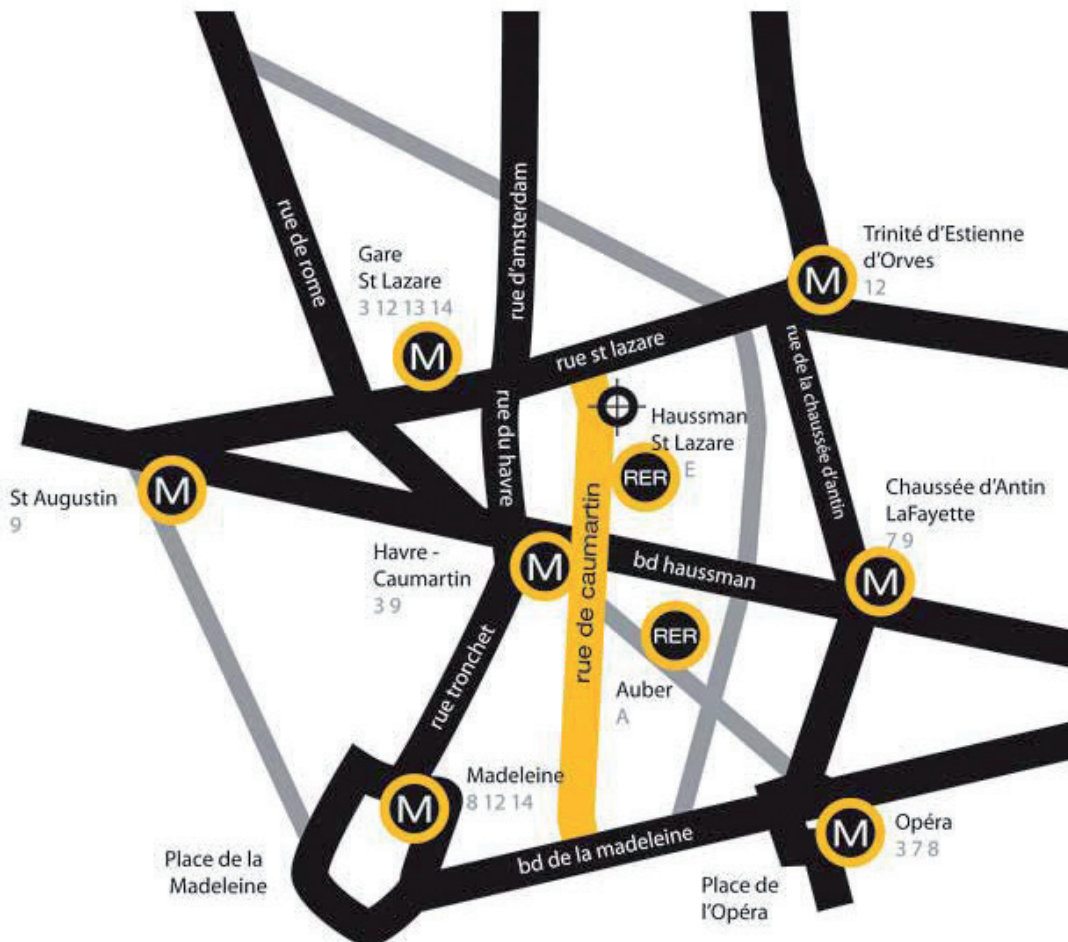 rue de rome
rue d'amsterdam
Trinité d'Estienne
d'Orves
12
M
Gare
St Lazare
3 12 13 14
M
rue st lazare
rue de la chaussée d'antin
rue du havre
Haussman
St Lazare
E
RER
St Augustin
9
M
Chaussée d'Antin
LaFayette
7 9
M
Havre -
Caumartin
3 9
M
bd haussman
rue de caumartin
RER
Auber
A
rue tronchet
Madeleine
8 12 14
M
Opéra
3 7 8
M
bd de la madeleine
Place de la
Madeleine
Place de
l'Opéra